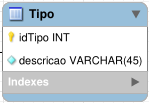 Tipo
idTipo INT
descricao VARCHAR(45)
Indexes